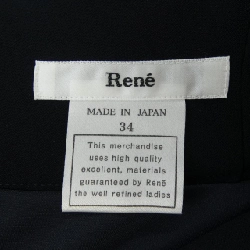 René
MADE IN JAPAN
34
This merchandise
uses high quality
excellent, materials
guaranteed by René
the well refined ladies